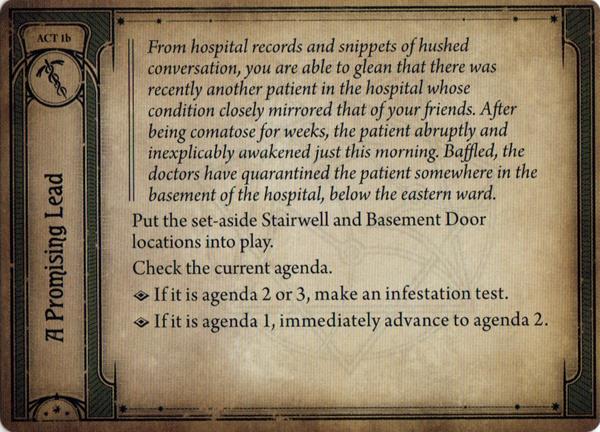 ACT 1b
A Promising Lead
From hospital records and snippets of hushed
conversation, you are able to glean that there was
recently another patient in the hospital whose
condition closely mirrored that of your friends. After
being comatose for weeks, the patient abruptly and
inexplicably awakened just this morning. Baffled, the
doctors have quarantined the patient somewhere in the
basement of the hospital, below the eastern ward.
Put the set-aside Stairwell and Basement Door
locations into play.
Check the current agenda.
If it is agenda 2 or 3, make an infestation test.
If it is agenda 1, immediately advance to agenda 2.